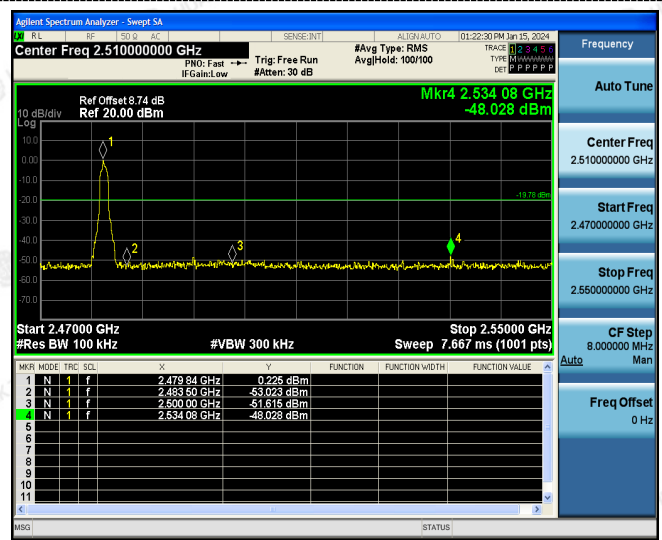 Agilent Spectrum Analyzer - Swept SA
LXI RL RF 50 Ω AC SENSE:INT ALIGN AUTO 01:22:30 PM Jan 15, 2024
Center Freq 2.510000000 GHz
PNO: Fast
IFGain:Low
Trig: Free Run
#Atten: 30 dB
#Avg Type: RMS
Avg|Hold: 100/100
TRACE 1 2 3 4 5 6
TYPE M
DET P P P P P P
Frequency
Auto Tune
Center Freq
2.510000000 GHz
Start Freq
2.470000000 GHz
Stop Freq
2.550000000 GHz
CF Step
8.000000 MHz
Auto Man
Freq Offset
0 Hz
Mkr4 2.534 08 GHz
-48.028 dBm
Ref Offset 8.74 dB
10 dB/div Ref 20.00 dBm
Log
10.0
0.00
-10.0
-20.0
-30.0
-40.0
-50.0
-60.0
-70.0
1
2
3
4
-19.78 dBm
Start 2.47000 GHz Stop 2.55000 GHz
#Res BW 100 kHz #VBW 300 kHz Sweep 7.667 ms (1001 pts)
MKR MODE TRC SCL X Y FUNCTION FUNCTION WIDTH FUNCTION VALUE
1 N 1 f 2.479 84 GHz 0.225 dBm
2 N 1 f 2.483 50 GHz -53.023 dBm
3 N 1 f 2.500 00 GHz -51.615 dBm
4 N 1 f 2.534 08 GHz -48.028 dBm
5
6
7
8
9
10
11
MSG STATUS